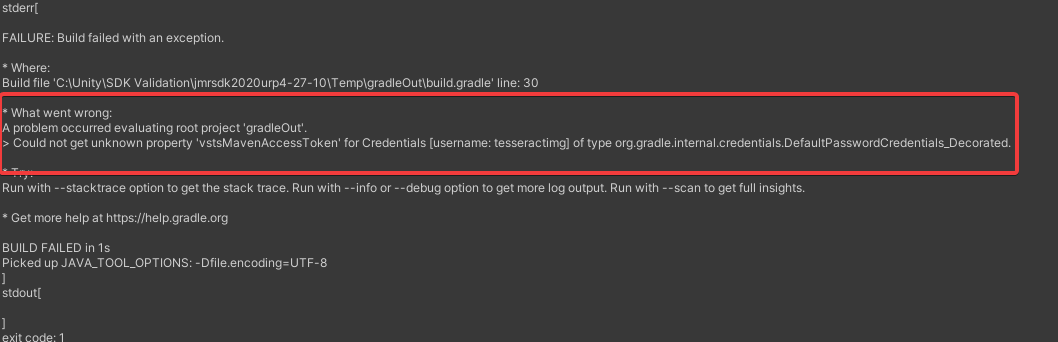 stderr[
FAILURE: Build failed with an exception.
* Where:
Build file 'C:\Unity\SDK Validation\jmrsdk2020urp4-27-10\Temp\gradleOut\build.gradle' line: 30
* What went wrong:
A problem occurred evaluating root project 'gradleOut'.
> Could not get unknown property 'vstsMavenAccessToken' for Credentials [username: tesseractimg] of type org.gradle.internal.credentials.DefaultPasswordCredentials_Decorated.
* Try:
Run with --stacktrace option to get the stack trace. Run with --info or --debug option to get more log output. Run with --scan to get full insights.
* Get more help at https://help.gradle.org
BUILD FAILED in 1s
Picked up JAVA_TOOL_OPTIONS: -Dfile.encoding=UTF-8
]
stdout[
]
exit code: 1